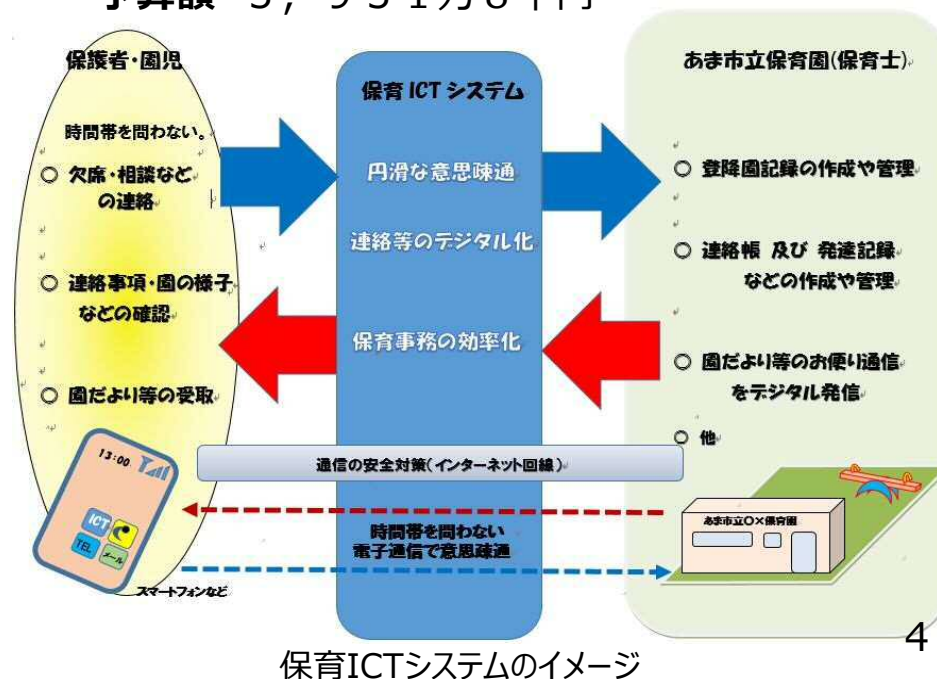 予算額
保護者・園児
時間帯を問わない。
○ 欠席・相談など
の連絡
○ 連絡事項・園の様子
などの確認
○ 園だより等の受取
13:00
ICT
TEL
メール
スマートフォンなど
保育 ICT システム
円滑な意思疎通
連絡等のデジタル化
保育事務の効率化
通信の安全対策(インターネット回線)
時間帯を問わない
電子通信で意思疎通
あま市立保育園(保育士)
○ 登降園記録の作成や管理
○ 連絡帳 及び 発達記録
などの作成や管理
○ 園だより等のお便り通信
をデジタル発信
○ 他
あま市立○×保育園
4
保育ICTシステムのイメージ